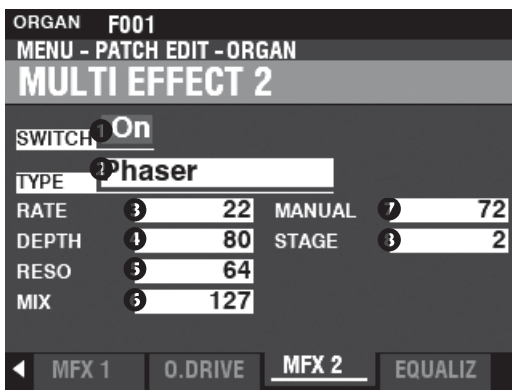 ORGAN F001
MENU - PATCH EDIT - ORGAN
MULTI EFFECT 2
SWITCH 1 On
TYPE 2 Phaser
RATE 3 22 MANUAL 7 72
DEPTH 4 80 STAGE 8 2
RESO 5 64
MIX 6 127
MFX 1 O.DRIVE MFX 2 EQUALIZ